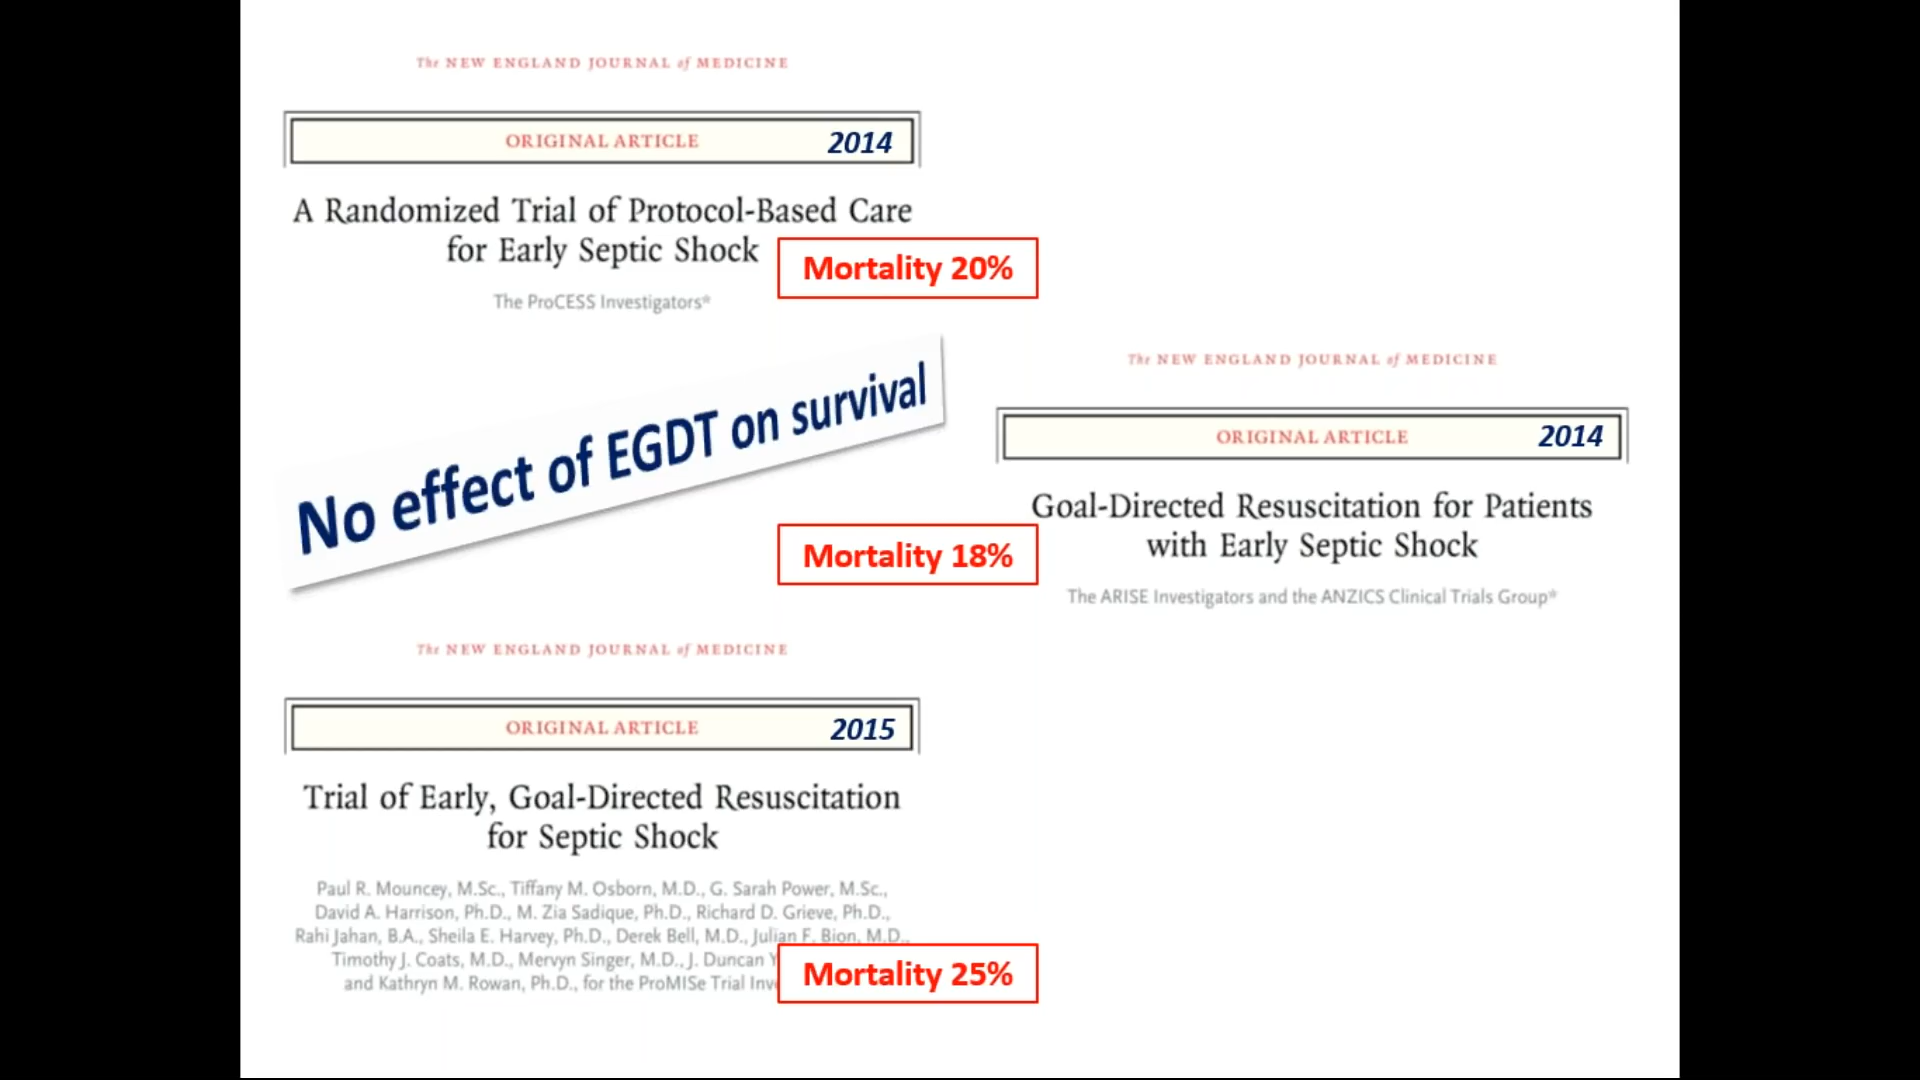 The NEW ENGLAND JOURNAL of MEDICINE
ORIGINAL ARTICLE 2014
A Randomized Trial of Protocol-Based Care
for Early Septic Shock
Mortality 20%
The ProCESS Investigators*
No effect of EGDT on survival
The NEW ENGLAND JOURNAL of MEDICINE
ORIGINAL ARTICLE 2014
Goal-Directed Resuscitation for Patients
with Early Septic Shock
Mortality 18%
The ARISE Investigators and the ANZICS Clinical Trials Group*
The NEW ENGLAND JOURNAL of MEDICINE
ORIGINAL ARTICLE 2015
Trial of Early, Goal-Directed Resuscitation
for Septic Shock
Paul R. Mouncey, M.Sc., Tiffany M. Osborn, M.D., G. Sarah Power, M.Sc.,
David A. Harrison, Ph.D., M. Zia Sadique, Ph.D., Richard D. Grieve, Ph.D.,
Rahi Jahan, B.A., Sheila E. Harvey, Ph.D., Derek Bell, M.D., Julian F. Bion, M.D.,
Timothy J. Coats, M.D., Mervyn Singer, M.D., J. Duncan
and Kathryn M. Rowan, Ph.D., for the ProMISe Trial
Mortality 25%